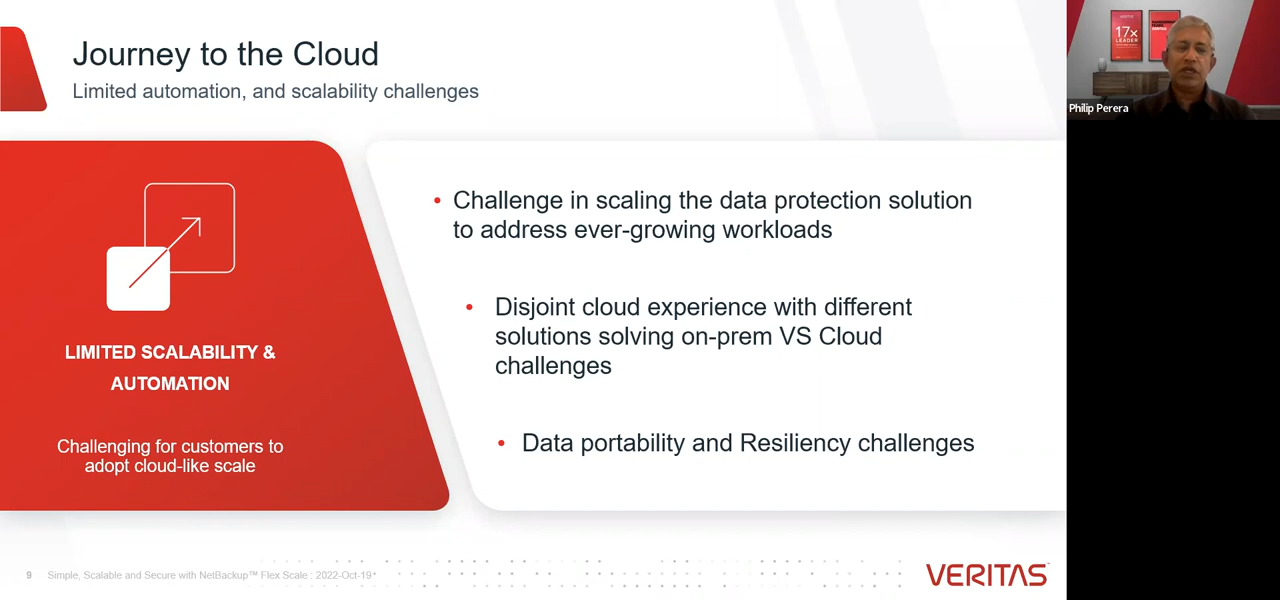 Journey to the Cloud
Limited automation, and scalability challenges
LIMITED SCALABILITY &
AUTOMATION
Challenging for customers to
adopt cloud-like scale
• Challenge in scaling the data protection solution
to address ever-growing workloads
• Disjoint cloud experience with different
solutions solving on-prem VS Cloud
challenges
• Data portability and Resiliency challenges
9 Simple, Scalable and Secure with NetBackup™ Flex Scale : 2022-Oct-19
VERITAS
17x
LEADER
Philip Perera